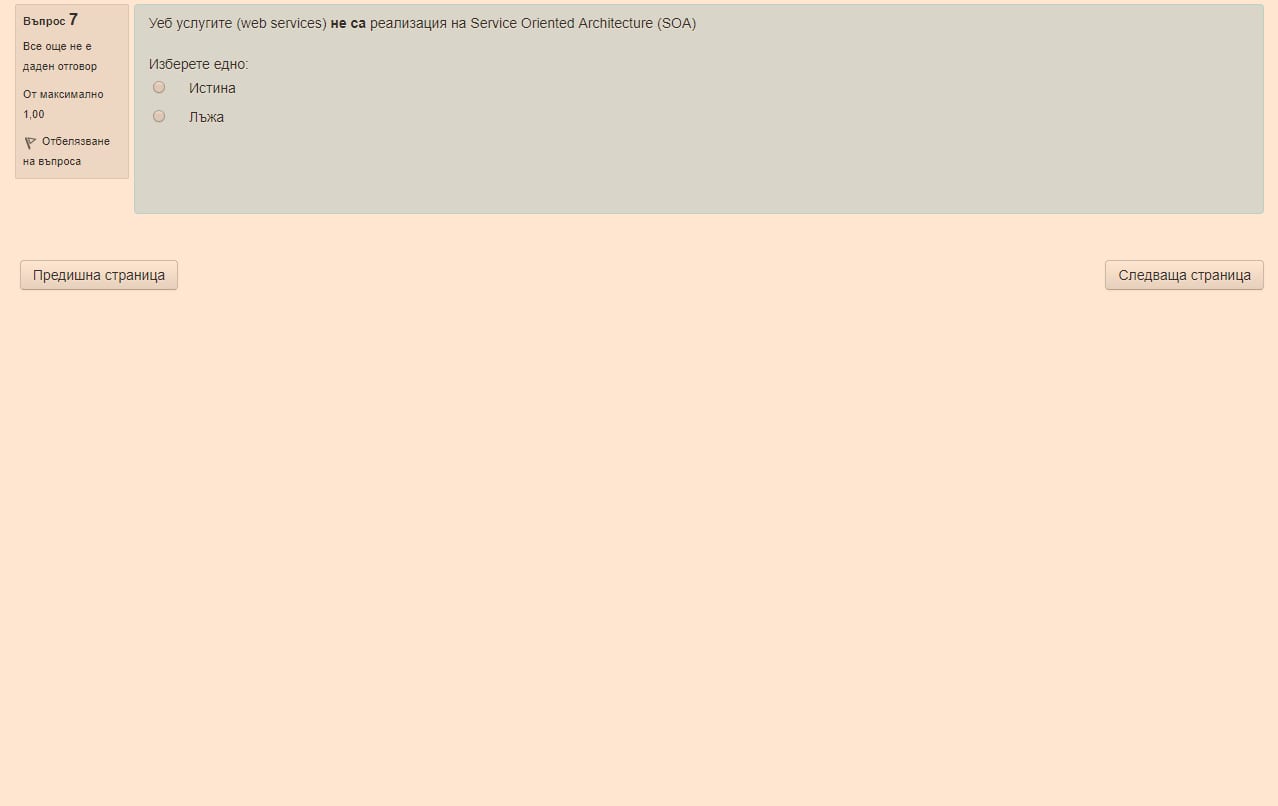 Въпрос 7
Все още не е
даден отговор
От максимално
1,00
Отбелязване
на въпроса
Уеб услугите (web services) не са реализация на Service Oriented Architecture (SOA)
Изберете едно:
Истина
Лъжа
Предишна страница
Следваща страница